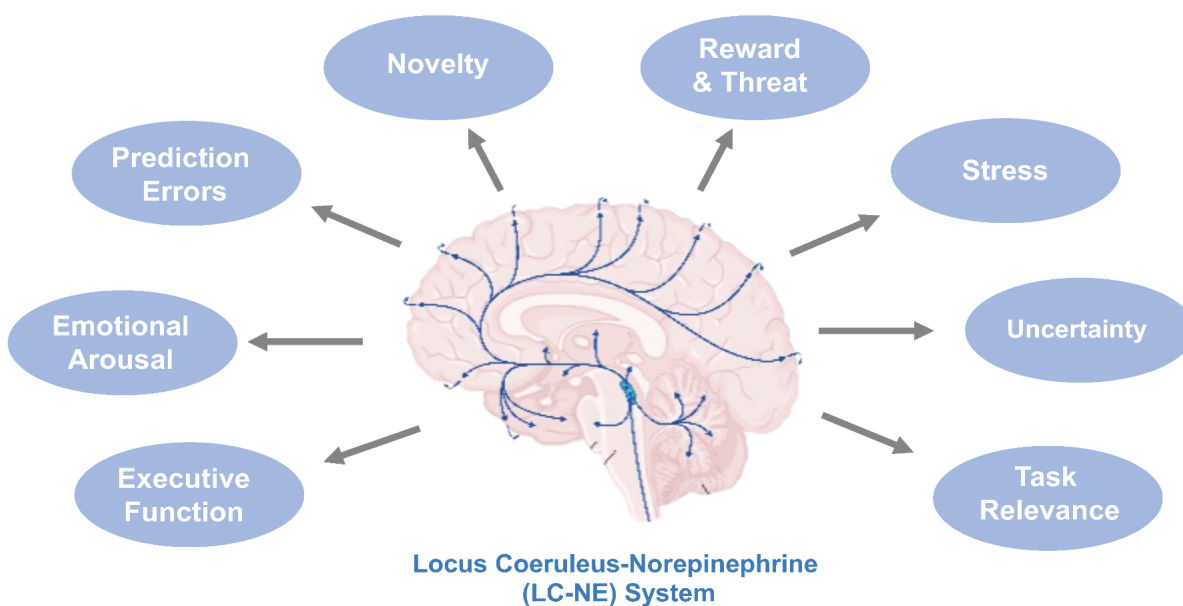 Novelty
Reward
& Threat
Prediction
Errors
Stress
Emotional
Arousal
Uncertainty
Executive
Function
Task
Relevance
Locus Coeruleus-Norepinephrine
(LC-NE) System